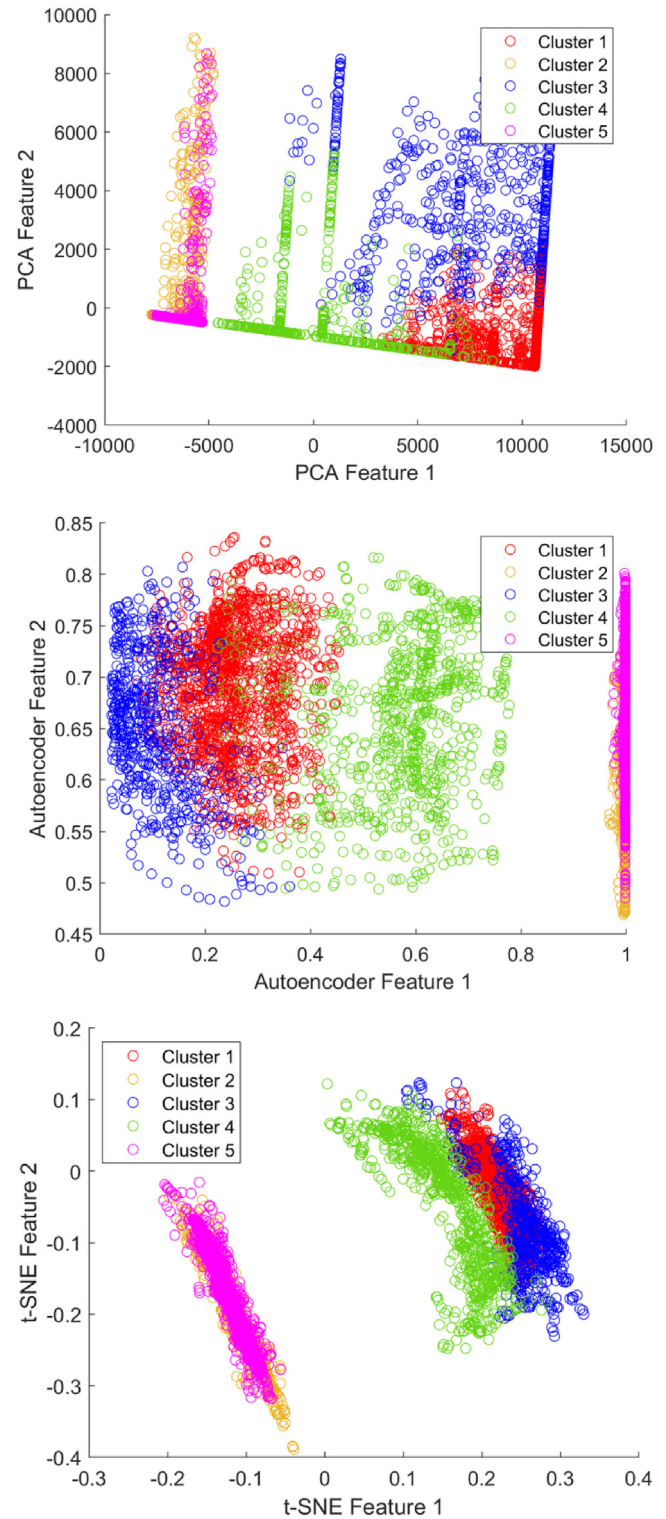 10000
8000
6000
4000
2000
0
-2000
-4000
-10000 -5000 0 5000 10000 15000
PCA Feature 1
PCA Feature 2
Cluster 1
Cluster 2
Cluster 3
Cluster 4
Cluster 5
0.85
0.8
0.75
0.7
0.65
0.6
0.55
0.5
0.45
0 0.2 0.4 0.6 0.8 1
Autoencoder Feature 1
Autoencoder Feature 2
Cluster 1
Cluster 2
Cluster 3
Cluster 4
Cluster 5
0.2
0.1
0
-0.1
-0.2
-0.3
-0.4
-0.3 -0.2 -0.1 0 0.1 0.2 0.3 0.4
t-SNE Feature 1
t-SNE Feature 2
Cluster 1
Cluster 2
Cluster 3
Cluster 4
Cluster 5